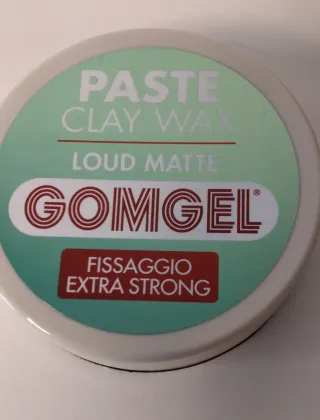 PASTE
CLAY WAX
LOUD MATTE
GOMGEL®
FISSAGGIO
EXTRA STRONG